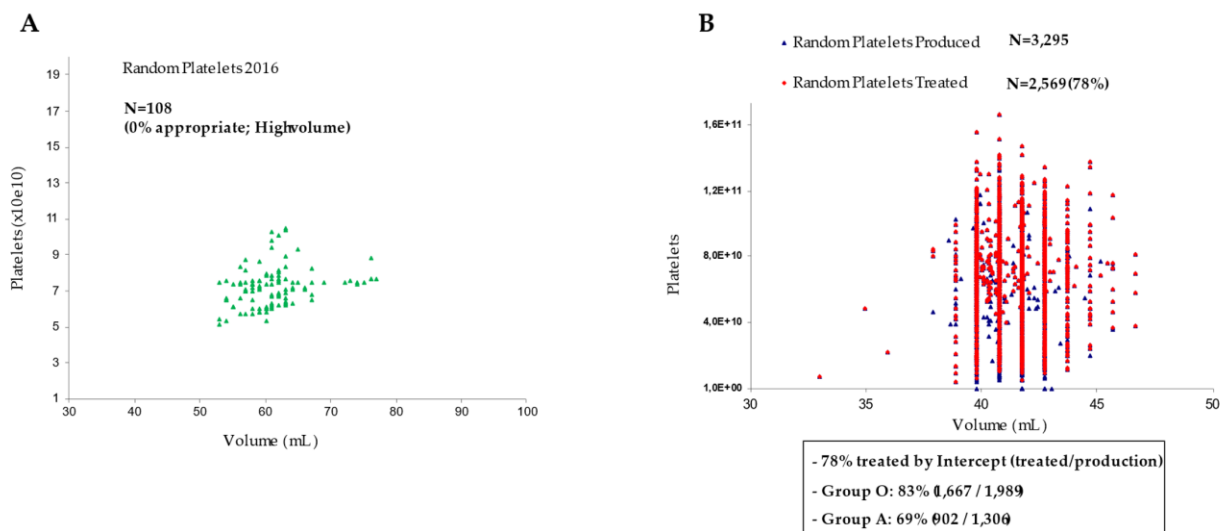 A
Random Platelets 2016
N=108
(0% appropriate; Highvolume)
Platelets (x10e10)
19
17
15
13
11
9
7
5
3
1
30
40
50
60
70
80
90
100
Volume (mL)
B
Random Platelets Produced N=3,295
Random Platelets Treated N=2,569(78%)
Platelets
1,6E+11
1,2E+11
8,0E+10
4,0E+10
1,0E+00
30
35
40
45
50
Volume (mL)
- 78% treated by Intercept (treated/production)
- Group O: 83% (1,667 / 1,989)
- Group A: 69% (902 / 1,306)